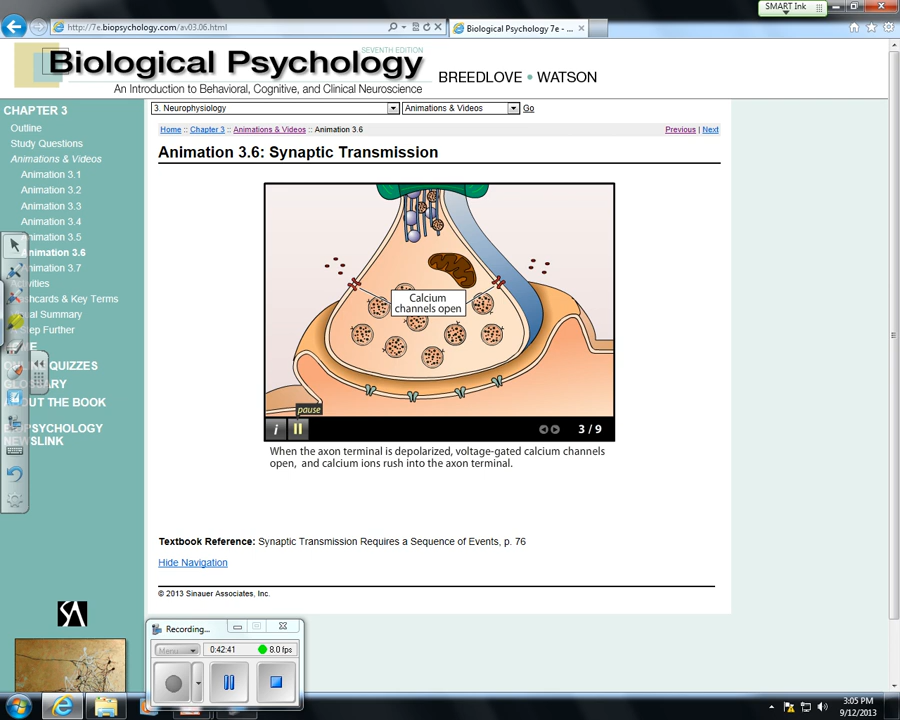 SMART Ink
http://7e.biopsychology.com/av03.06.html
Biological Psychology 7e - ...
SEVENTH EDITION
Biological Psychology
BREEDLOVE • WATSON
An Introduction to Behavioral, Cognitive, and Clinical Neuroscience
CHAPTER 3
Outline
Study Questions
Animations & Videos
Animation 3.1
Animation 3.2
Animation 3.3
Animation 3.4
Animation 3.5
Animation 3.6
Animation 3.7
& Key Terms
Summary
Further
QUIZZES
THE BOOK
NEWSLINK
3. Neurophysiology
Animations & Videos
Go
Home :: Chapter 3 :: Animations & Videos :: Animation 3.6
Previous | Next
Animation 3.6: Synaptic Transmission
Calcium
channels open
pause
i
3 / 9
When the axon terminal is depolarized, voltage-gated calcium channels
open, and calcium ions rush into the axon terminal.
Textbook Reference: Synaptic Transmission Requires a Sequence of Events, p. 76
Hide Navigation
© 2013 Sinauer Associates, Inc.
SA
Recording...
Menu
0:42:41
8.0 fps
3:05 PM
9/12/2013